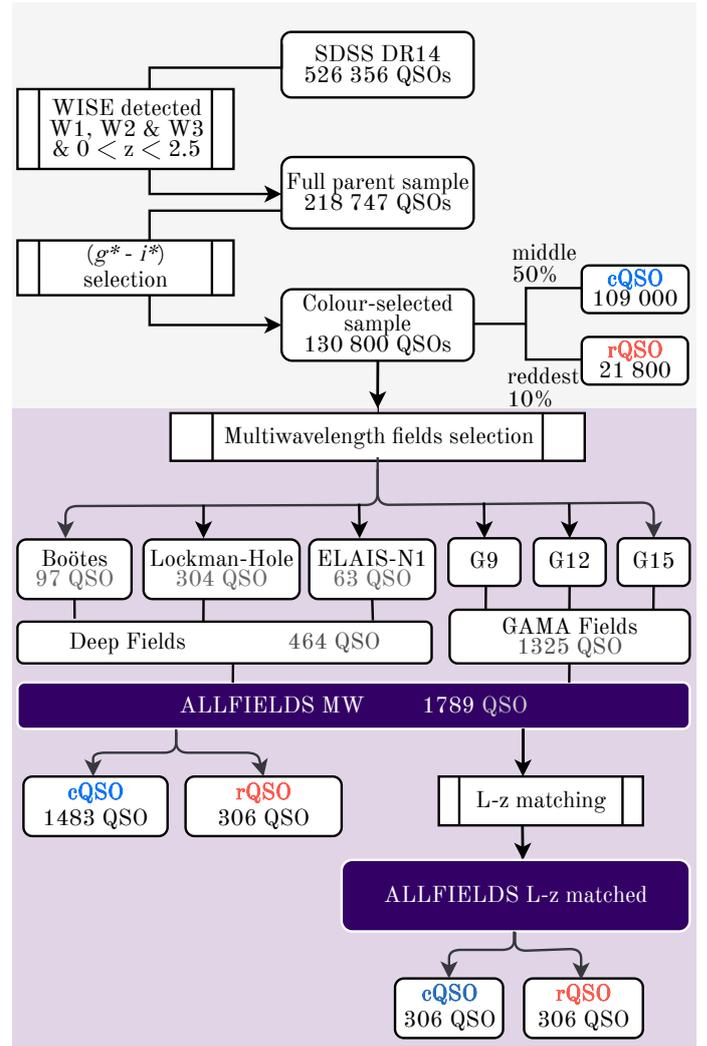 SDSS DR14
526 356 QSOs
WISE detected
W1, W2 & W3
& 0 < z < 2.5
Full parent sample
218 747 QSOs
(g* - i*)
selection
Colour-selected
sample
130 800 QSOs
middle
50%
cQSO
109 000
rQSO
21 800
reddest
10%
Multiwavelength fields selection
Boötes
97 QSO
Lockman-Hole
304 QSO
ELAIS-N1
63 QSO
G9
G12
G15
Deep Fields 464 QSO
GAMA Fields
1325 QSO
ALLFIELDS MW 1789 QSO
cQSO
1483 QSO
rQSO
306 QSO
L-z matching
ALLFIELDS L-z matched
cQSO
306 QSO
rQSO
306 QSO